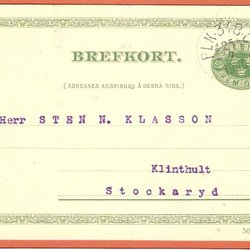 BREFKORT.
(ADRESSEN ANBRINGAS Å DENNA SIDA.)
Herr STEN N. KLASSON
Klinthult
Stockaryd